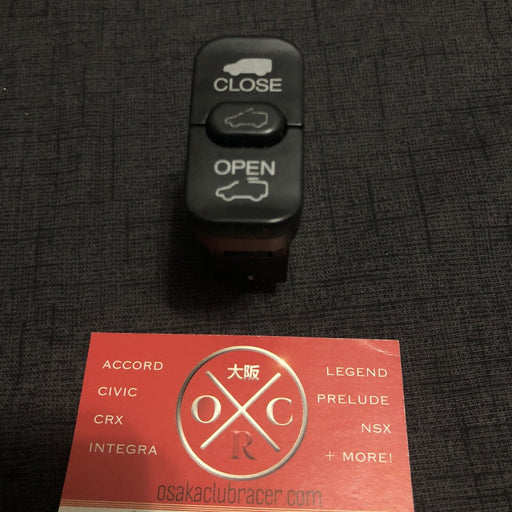 CLOSE
OPEN
ACCORD
CIVIC
CRX
INTEGRA
大阪
O C
R
LEGEND
PRELUDE
NSX
+ MORE!
osakaclubracer.com